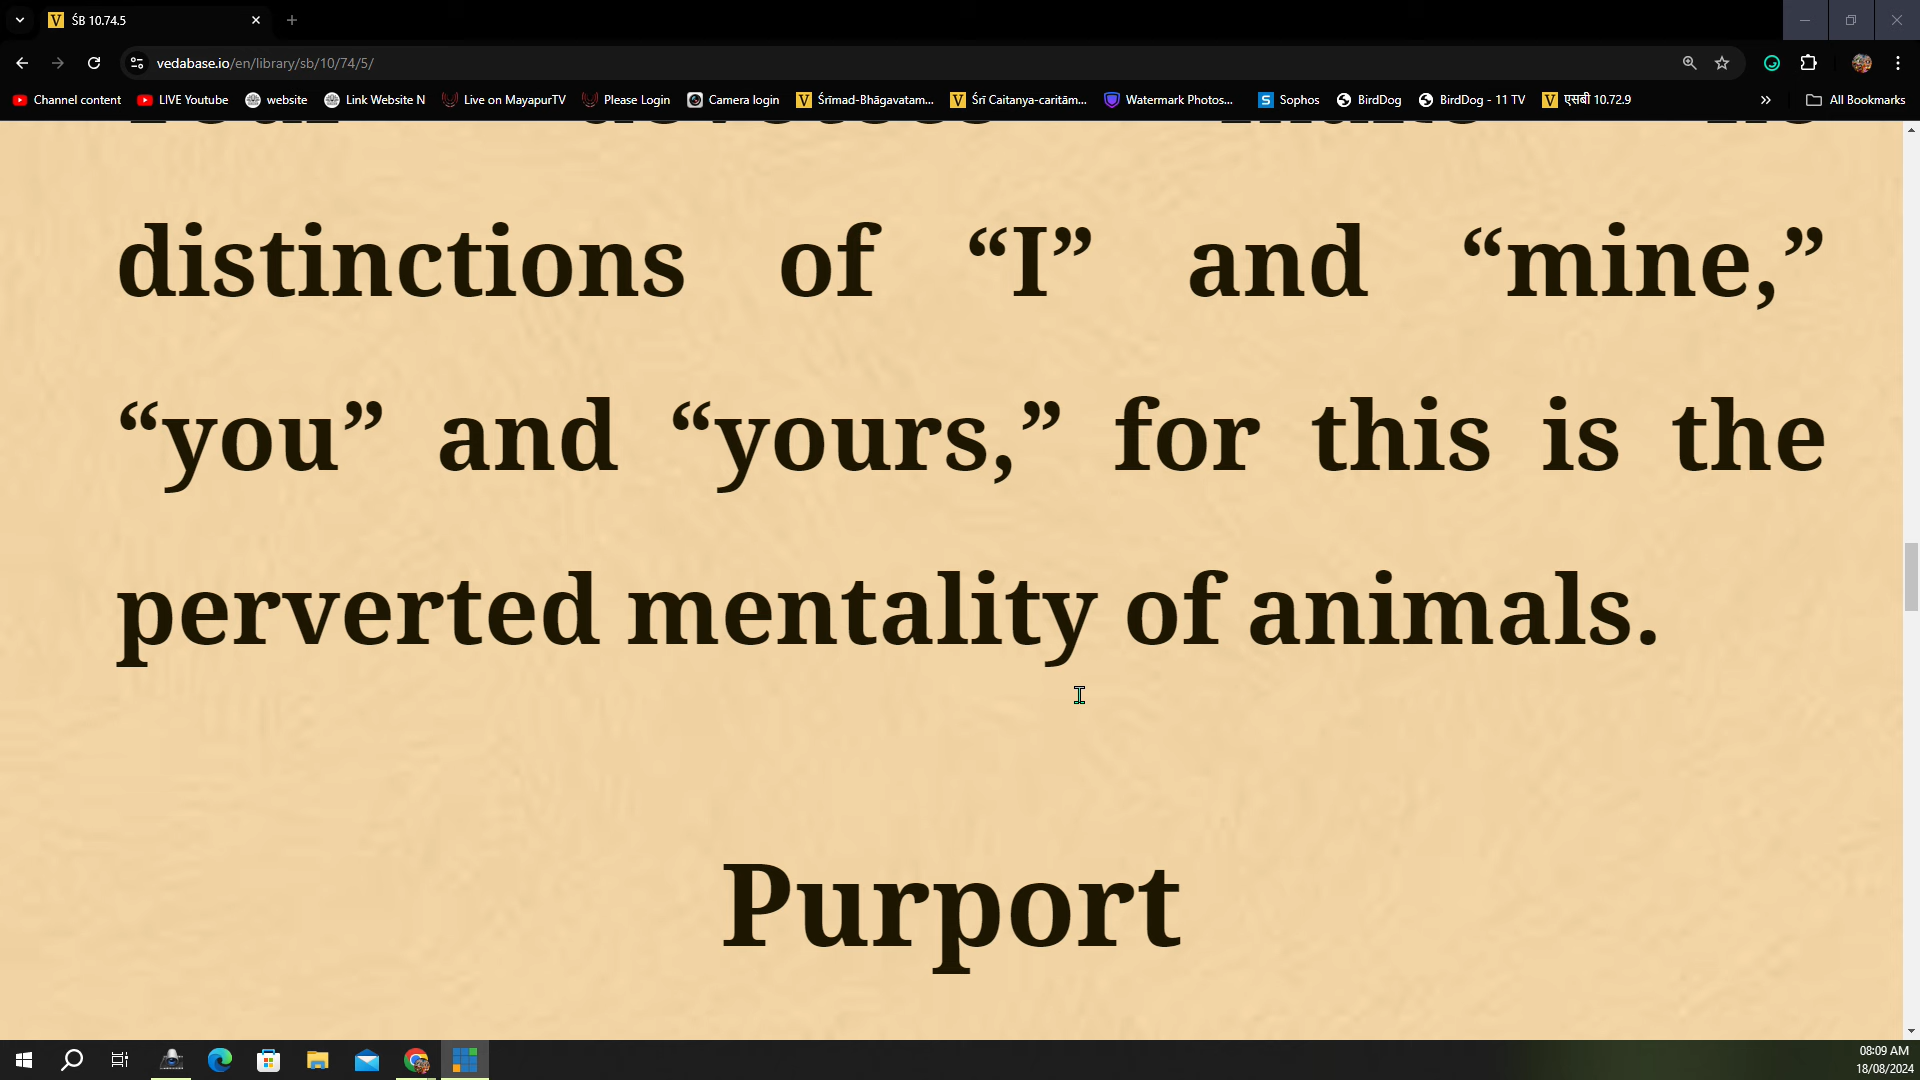 ŚB 10.74.5
vedabase.io/en/library/sb/10/74/5/
Channel content
LIVE Youtube
website
Link Website N
Live on MayapurTV
Please Login
Camera login
Śrīmad-Bhāgavatam...
Śrī Caitanya-caritām...
Watermark Photos...
Sophos
BirdDog
BirdDog - 11 TV
एसबी 10.72.9
All Bookmarks
distinctions of “I” and “mine,”
“you” and “yours,” for this is the
perverted mentality of animals.
Purport
08:09 AM
18/08/2024